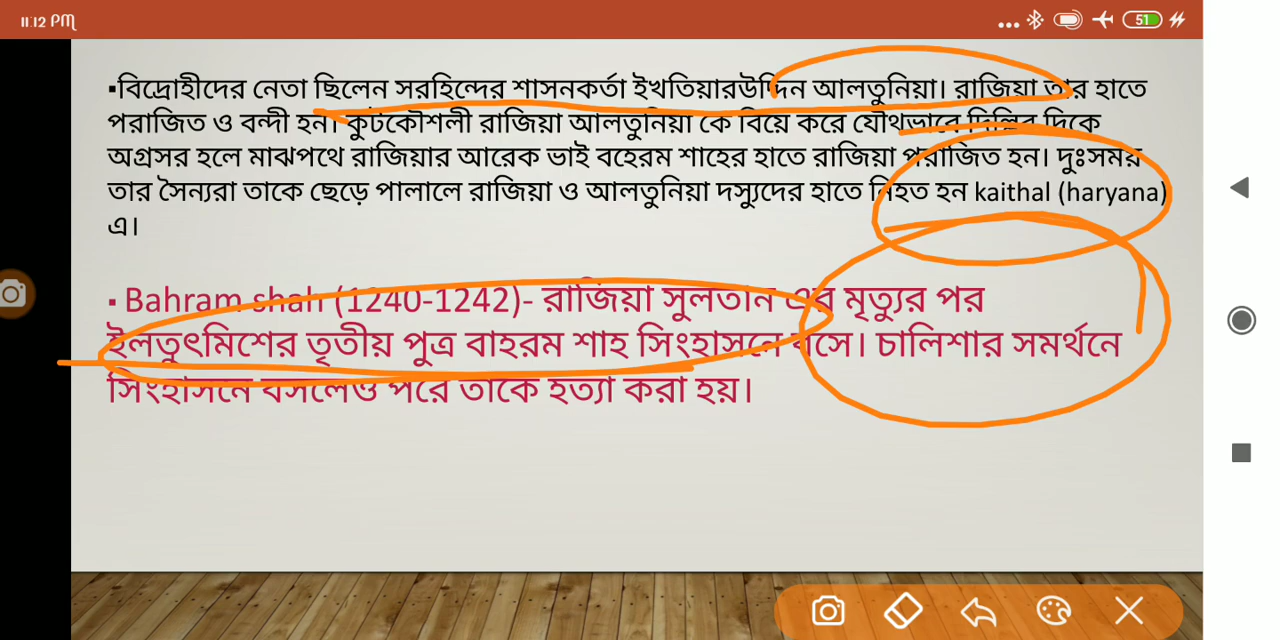 11:12 PM
51
▪বিদ্রোহীদের নেতা ছিলেন সরহিন্দের শাসনকর্তা ইখতিয়ারউদ্দিন আলতুনিয়া। রাজিয়া তার হাতে
পরাজিত ও বন্দী হন। কুটকৌশলী রাজিয়া আলতুনিয়া কে বিয়ে করে যৌথভাবে দিল্লির দিকে
অগ্রসর হলে মাঝপথে রাজিয়ার আরেক ভাই বহেরম শাহের হাতে রাজিয়া পরাজিত হন। দুঃসময়
তার সৈন্যরা তাকে ছেড়ে পালালে রাজিয়া ও আলতুনিয়া দস্যুদের হাতে নিহত হন kaithal (haryana)
এ।
▪ Bahram shah (1240-1242)- রাজিয়া সুলতান এর মৃত্যুর পর
ইলতুৎমিশের তৃতীয় পুত্র বাহরম শাহ সিংহাসনে বসে। চালিশার সমর্থনে
সিংহাসনে বসলেও পরে তাকে হত্যা করা হয়।